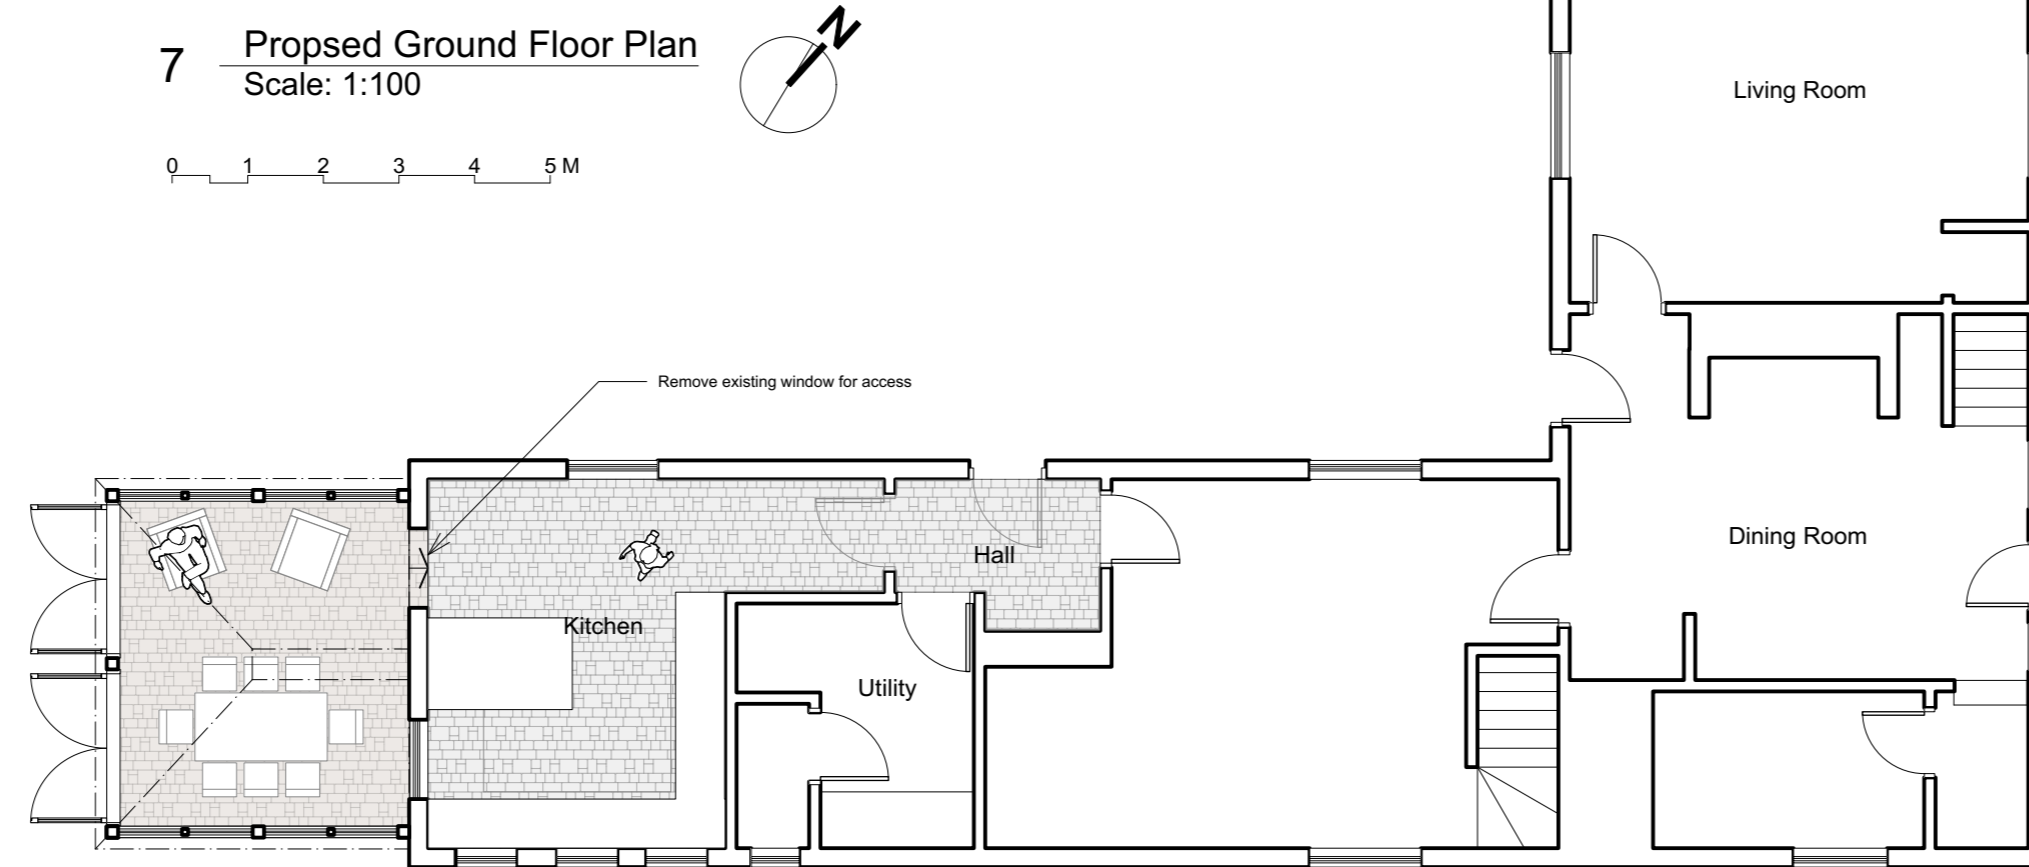 7
Propsed Ground Floor Plan
Scale: 1:100
N
0 1 2 3 4 5 M
Living Room
Remove existing window for access
Dining Room
Hall
Kitchen
Utility